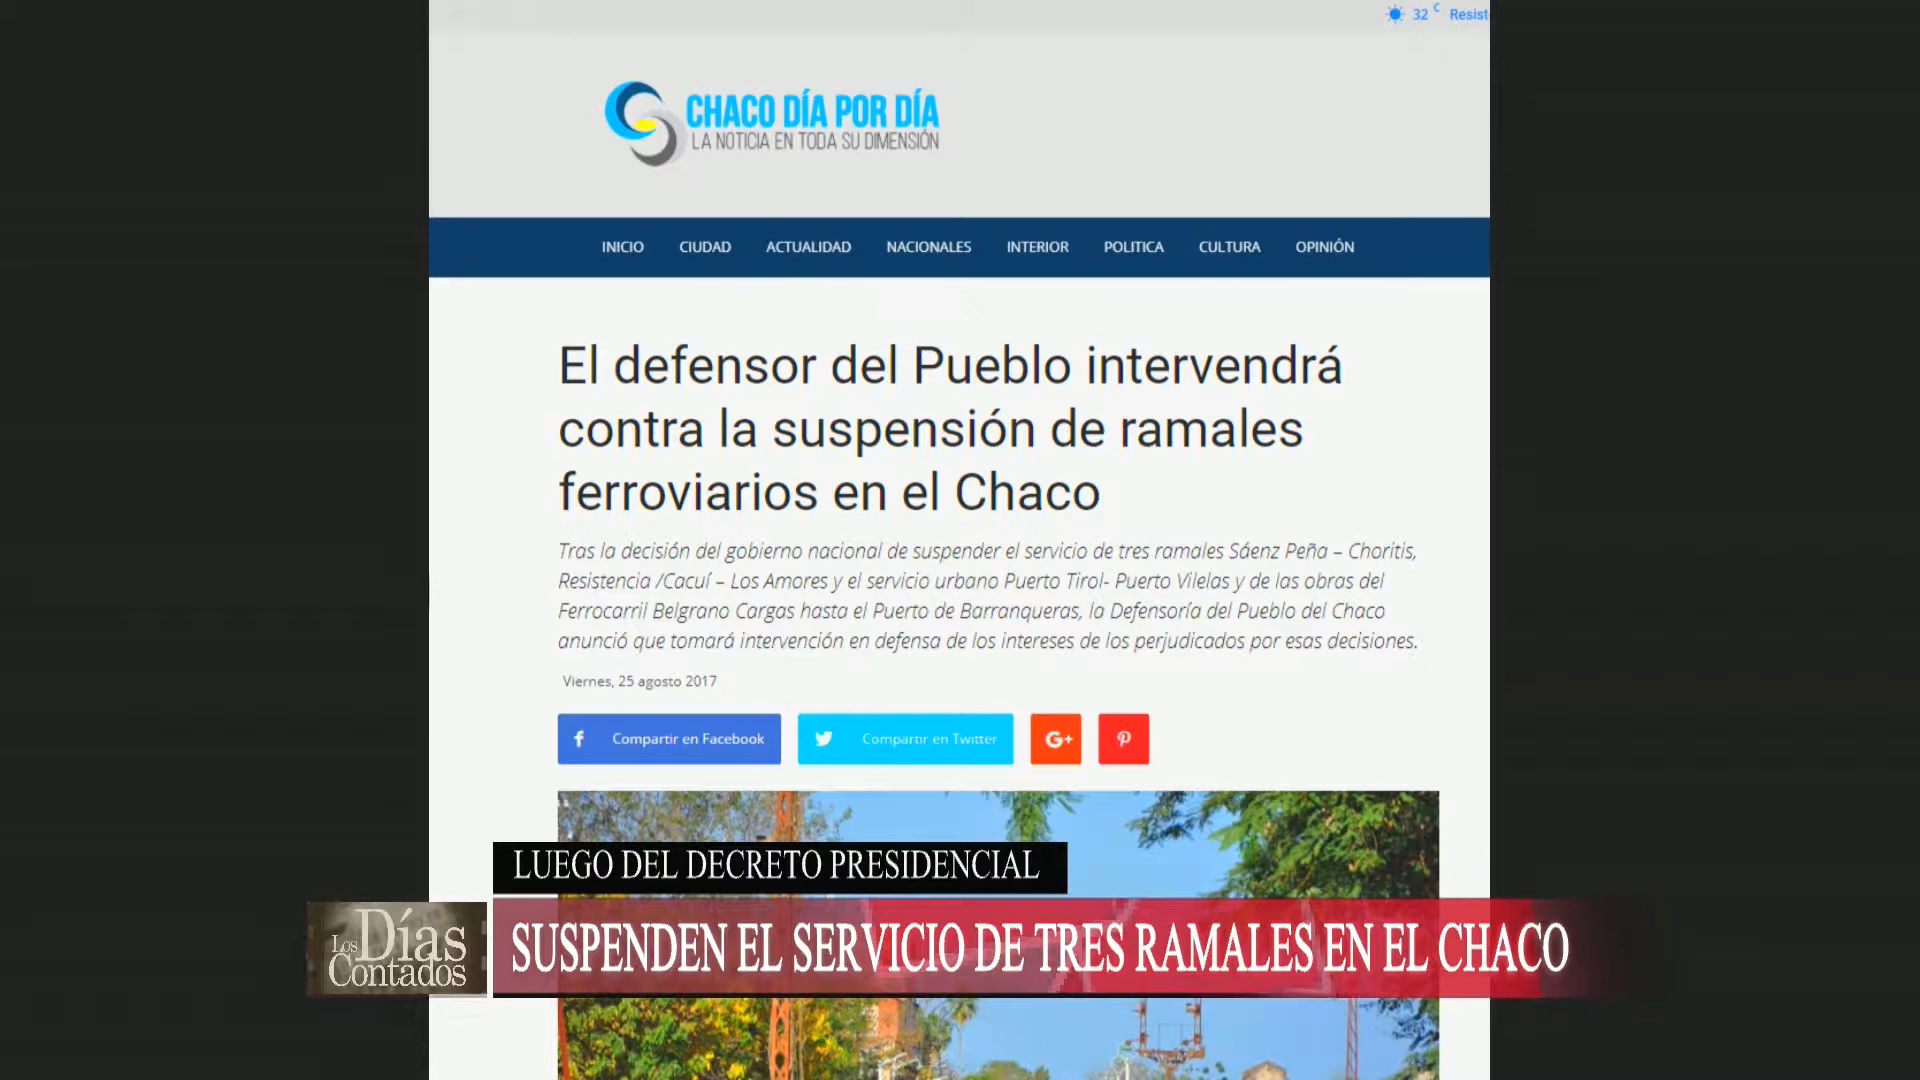 32 C Resist
CHACO DÍA POR DÍA
LA NOTICIA EN TODA SU DIMENSIÓN
INICIO CIUDAD ACTUALIDAD NACIONALES INTERIOR POLITICA CULTURA OPINIÓN
El defensor del Pueblo intervendrá
contra la suspensión de ramales
ferroviarios en el Chaco
Tras la decisión del gobierno nacional de suspender el servicio de tres ramales Sáenz Peña – Choritis,
Resistencia /Cacuí – Los Amores y el servicio urbano Puerto Tirol- Puerto Vilelas y de las obras del
Ferrocarril Belgrano Cargas hasta el Puerto de Barranqueras, la Defensoría del Pueblo del Chaco
anunció que tomará intervención en defensa de los intereses de los perjudicados por esas decisiones.
Viernes, 25 agosto 2017
Compartir en Facebook Compartir en Twitter G+
LUEGO DEL DECRETO PRESIDENCIAL
Los Días
Contados
SUSPENDEN EL SERVICIO DE TRES RAMALES EN EL CHACO